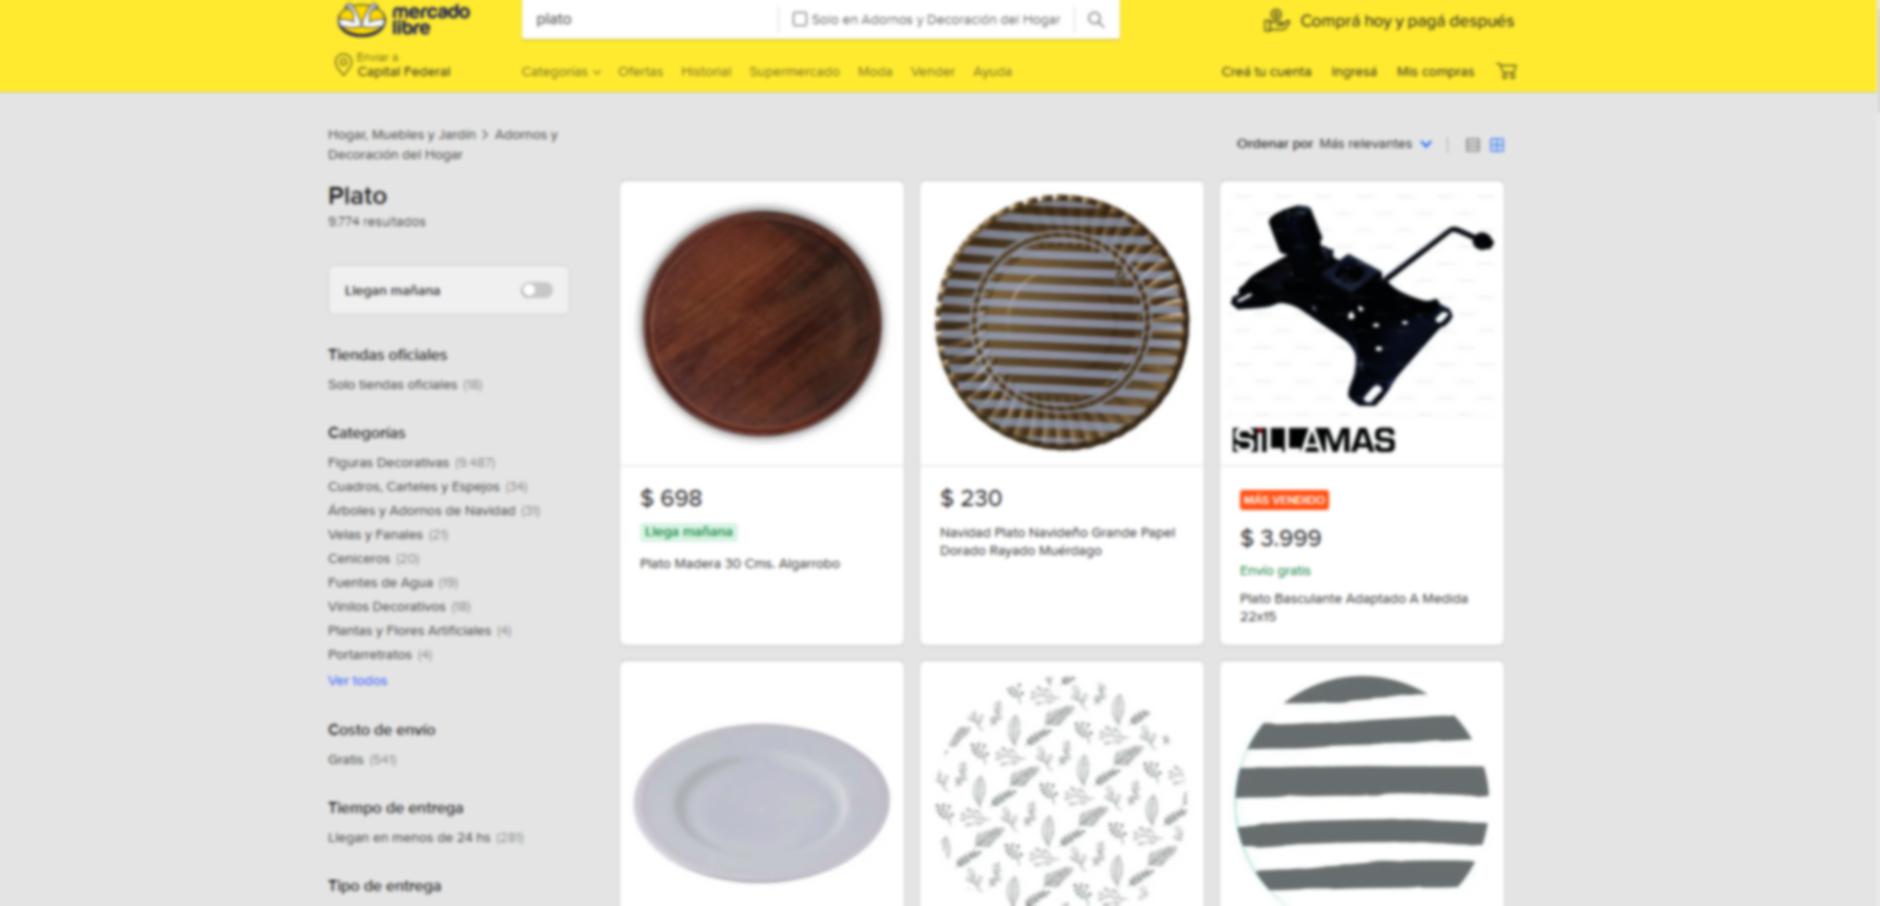 mercado
libre
plato
Solo en Adornos y Decoración del Hogar
Comprá hoy y pagá después
Enviar a
Capital Federal
Categorías
Ofertas
Historial
Supermercado
Moda
Vender
Ayuda
Creá tu cuenta
Ingresá
Mis compras
Hogar, Muebles y Jardín > Adornos y
Decoración del Hogar
Ordenar por Más relevantes
Plato
9.774 resultados
Llegan mañana
Tiendas oficiales
Solo tiendas oficiales (18)
Categorías
Figuras Decorativas (9.487)
Cuadros, Carteles y Espejos (34)
Árboles y Adornos de Navidad (31)
Velas y Fanales (21)
Ceniceros (20)
Fuentes de Agua (19)
Vinilos Decorativos (18)
Plantas y Flores Artificiales (4)
Portarretratos (4)
Ver todos
Costo de envío
Gratis (541)
Tiempo de entrega
Llegan en menos de 24 hs (281)
Tipo de entrega
$ 698
Llega mañana
Plato Madera 30 Cms. Algarrobo
$ 230
Navidad Plato Navideño Grande Papel
Dorado Rayado Muérdago
SiLLAMAS
MÁS VENDIDO
$ 3.999
Envío gratis
Plato Basculante Adaptado A Medida
22x15